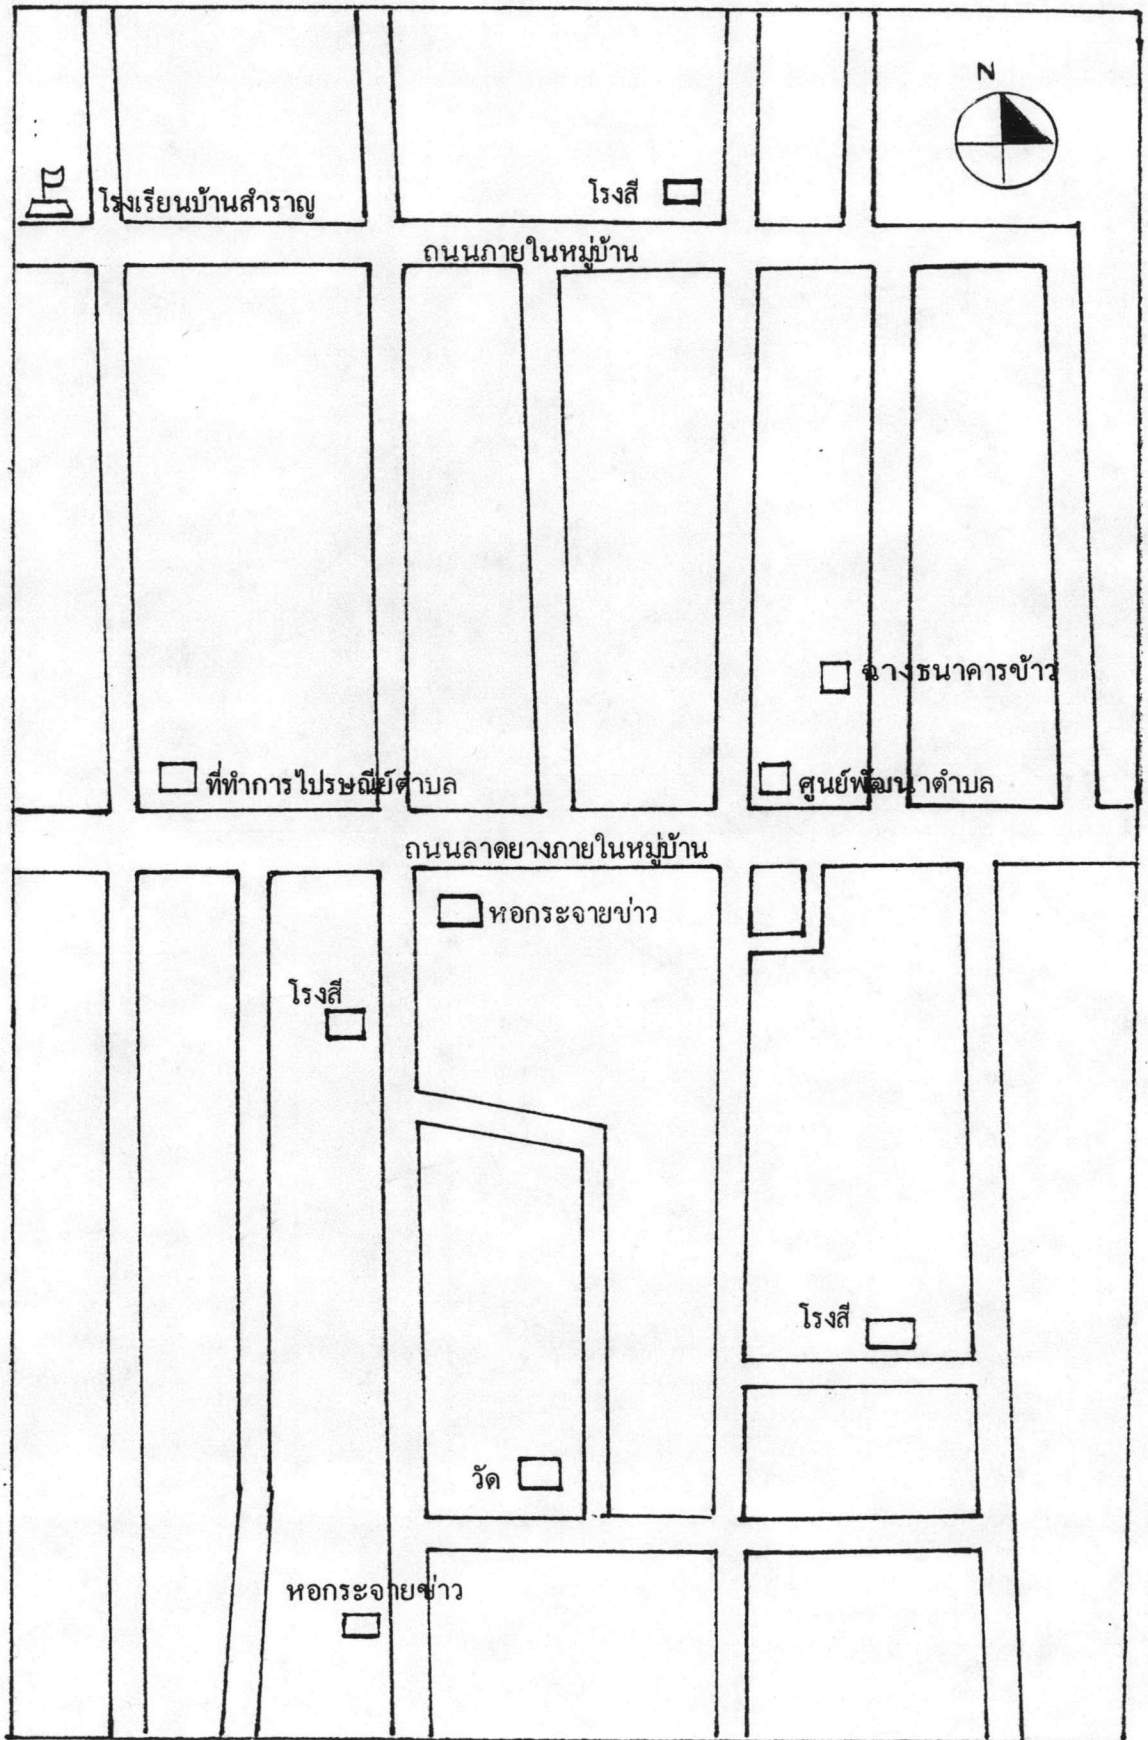 N
โรงเรียนบ้านสำราญ
โรงสี
ถนนภายในหมู่บ้าน
ฉางธนาคารข้าว
ที่ทำการไปรษณีย์ตำบล
ศูนย์พัฒนาตำบล
ถนนลาดยางภายในหมู่บ้าน
หอกระจายข่าว
โรงสี
โรงสี
วัด
หอกระจายข่าว